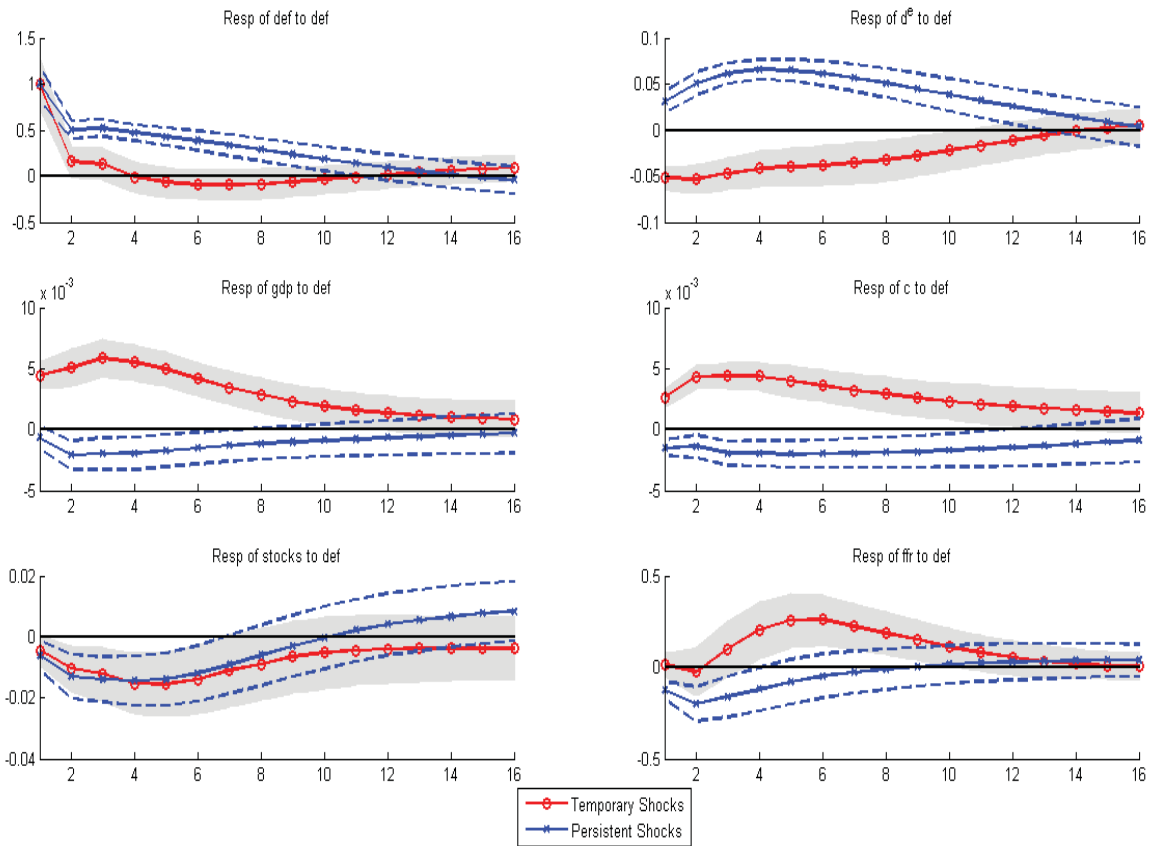 Resp of def to def
1.5
1
0.5
0
-0.5
2 4 6 8 10 12 14 16
Resp of dᵉ to def
0.1
0.05
0
-0.05
-0.1
2 4 6 8 10 12 14 16
Resp of gdp to def
x 10⁻³
10
5
0
-5
2 4 6 8 10 12 14 16
Resp of c to def
x 10⁻³
10
5
0
-5
2 4 6 8 10 12 14 16
Resp of stocks to def
0.02
0
-0.02
-0.04
2 4 6 8 10 12 14 16
Resp of ffr to def
0.5
0
-0.5
2 4 6 8 10 12 14 16
Temporary Shocks
Persistent Shocks